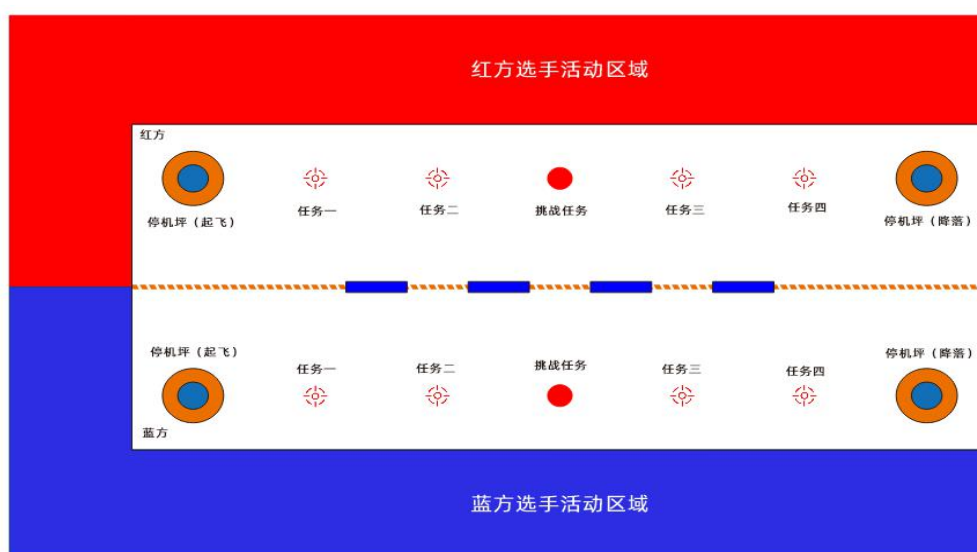 红方选手活动区域
红方
停机坪（起飞）
任务一
任务二
挑战任务
任务三
任务四
停机坪（降落）
停机坪（起飞）
任务一
任务二
挑战任务
任务三
任务四
停机坪（降落）
蓝方
蓝方选手活动区域